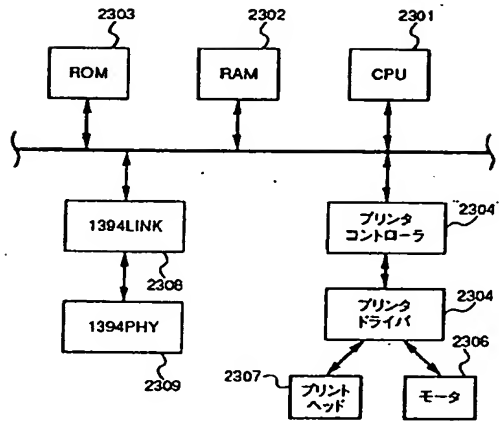 2303
2302
2301
ROM
RAM
CPU
1394LINK
2308
プリンタ
コントローラ
2304
1394PHY
2309
プリンタ
ドライバ
2304
2306
2307
プリント
ヘッド
モータ